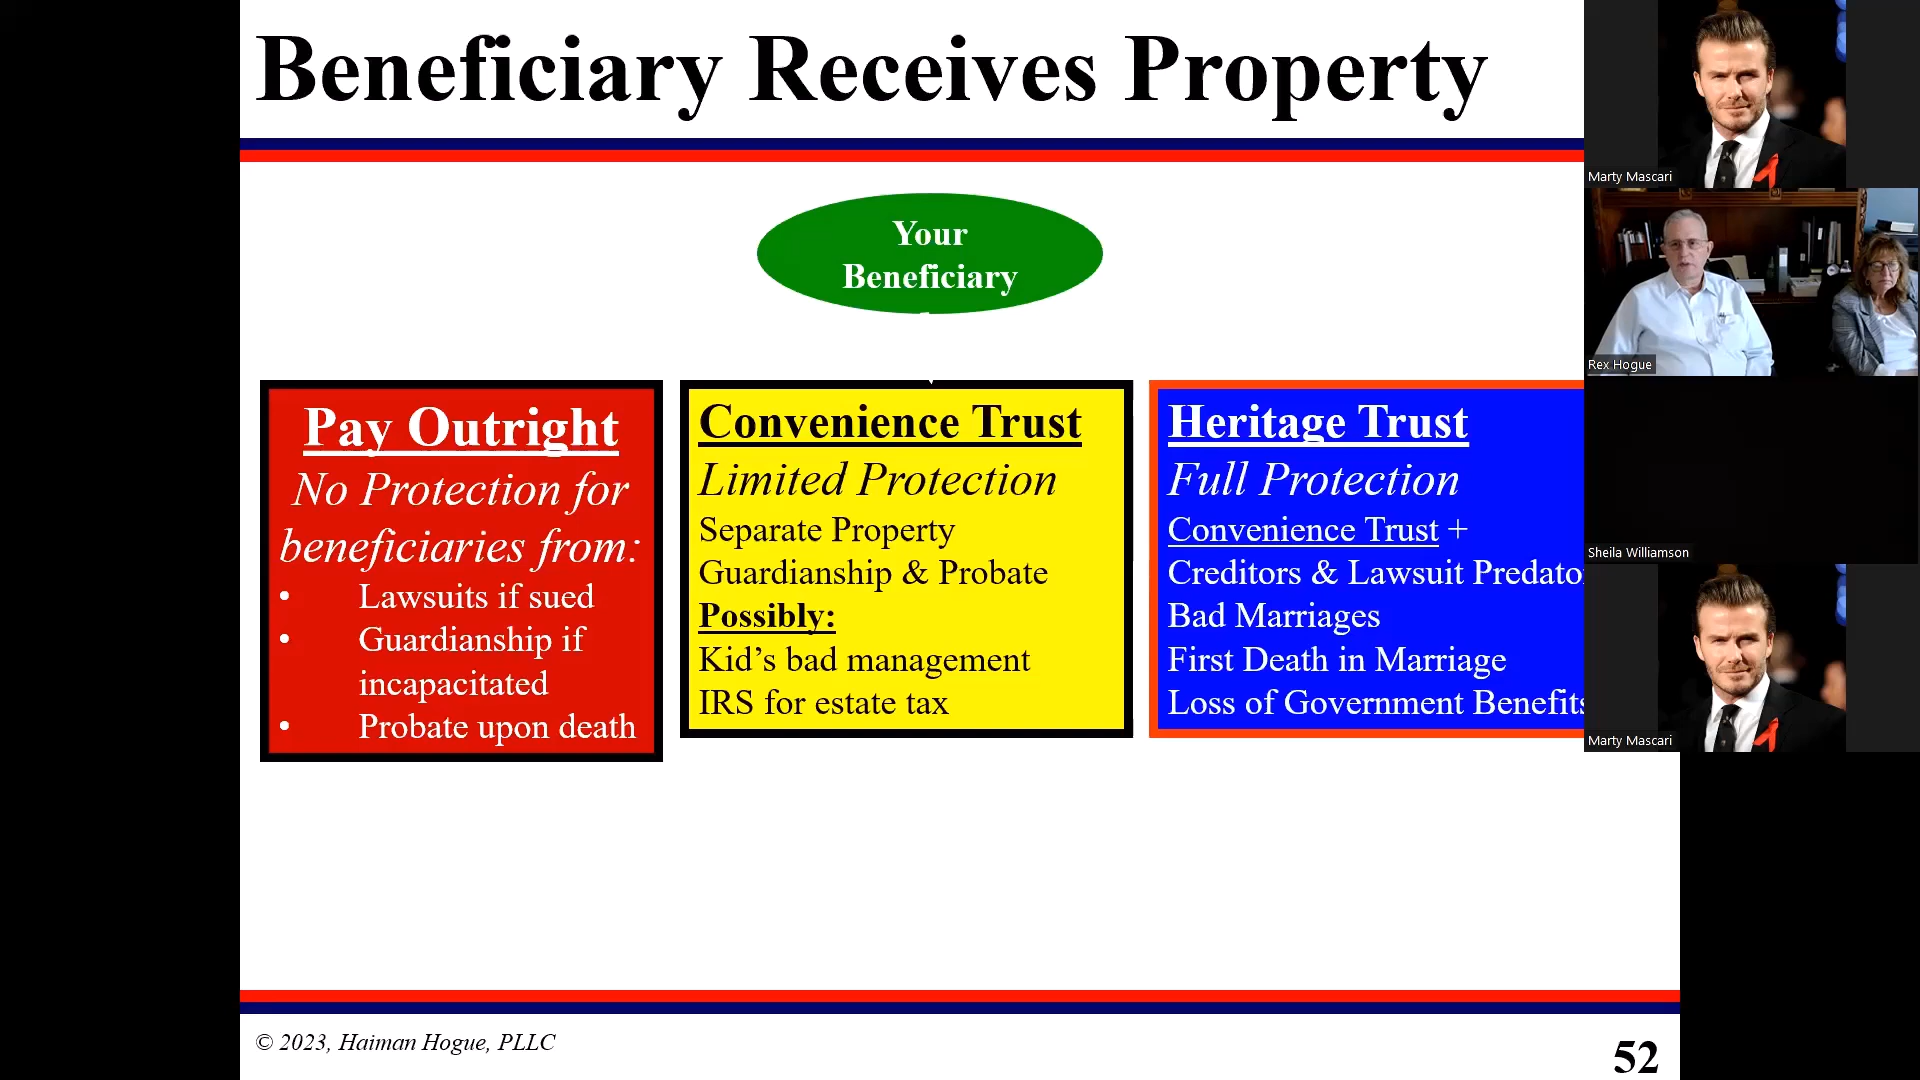 Beneficiary Receives Property
Your
Beneficiary
Pay Outright
No Protection for
beneficiaries from:
• Lawsuits if sued
• Guardianship if
incapacitated
• Probate upon death
Convenience Trust
Limited Protection
Separate Property
Guardianship & Probate
Possibly:
Kid’s bad management
IRS for estate tax
Heritage Trust
Full Protection
Convenience Trust +
Creditors & Lawsuit Predato
Bad Marriages
First Death in Marriage
Loss of Government Benefits
© 2023, Haiman Hogue, PLLC
52
Marty Mascari
Rex Hogue
Sheila Williamson
Marty Mascari